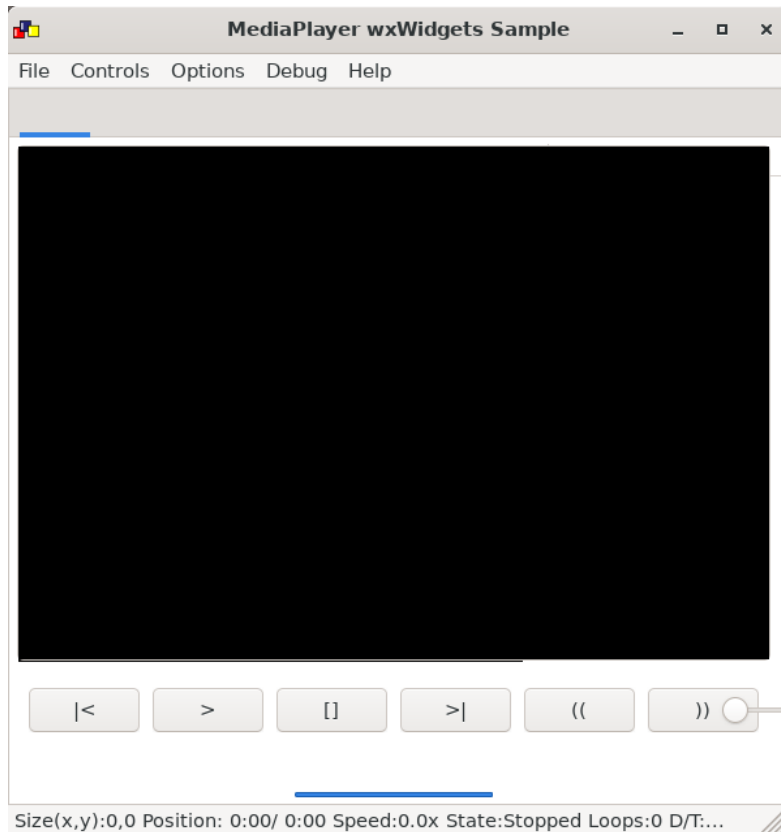 MediaPlayer wxWidgets Sample
File Controls Options Debug Help
|< > [] >| (( ))
Size(x,y):0,0 Position: 0:00/ 0:00 Speed:0.0x State:Stopped Loops:0 D/T:...